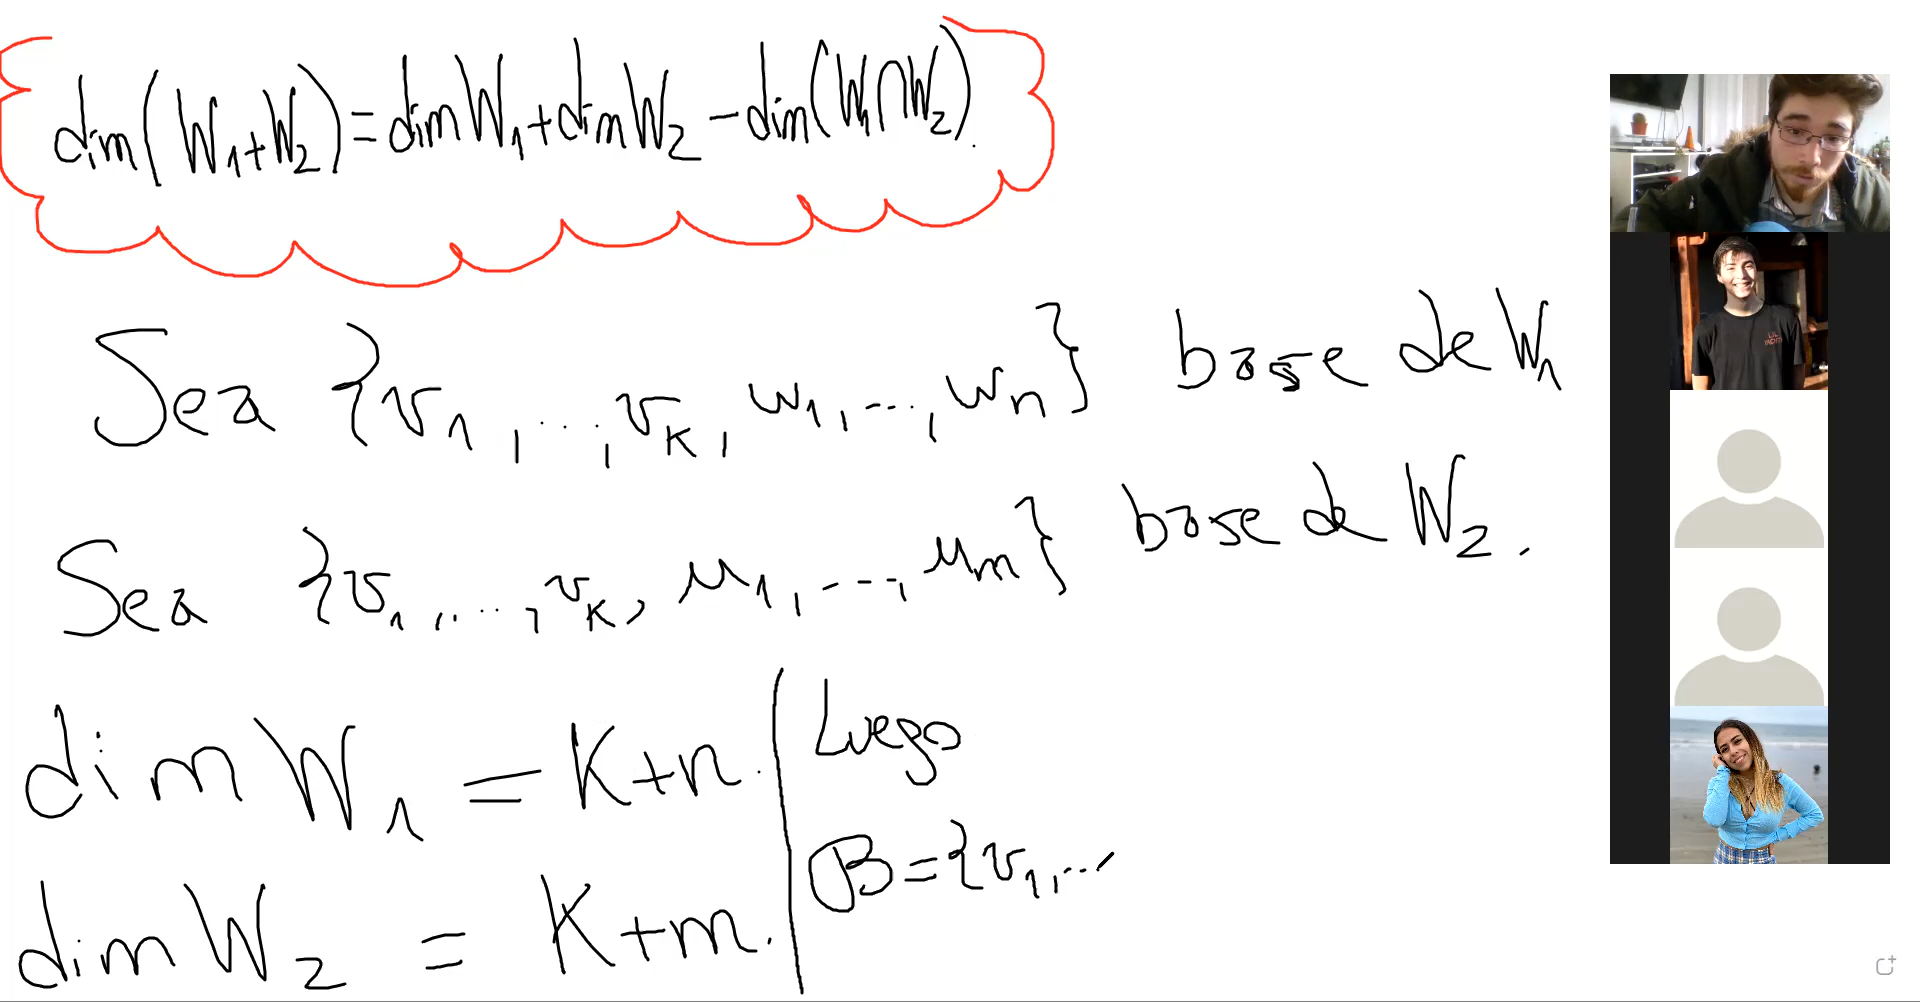 dim(W₁+W₂)=dim W₁+dim W₂-dim(W₁∩W₂).
Sea {v₁,...,vₖ,w₁,...,wₙ} base de W₁
Sea {v₁,...,vₖ,u₁,...,uₘ} base de W₂.
dim W₁ = K+n.
dim W₂ = K+m.
Luego
B={v₁,...